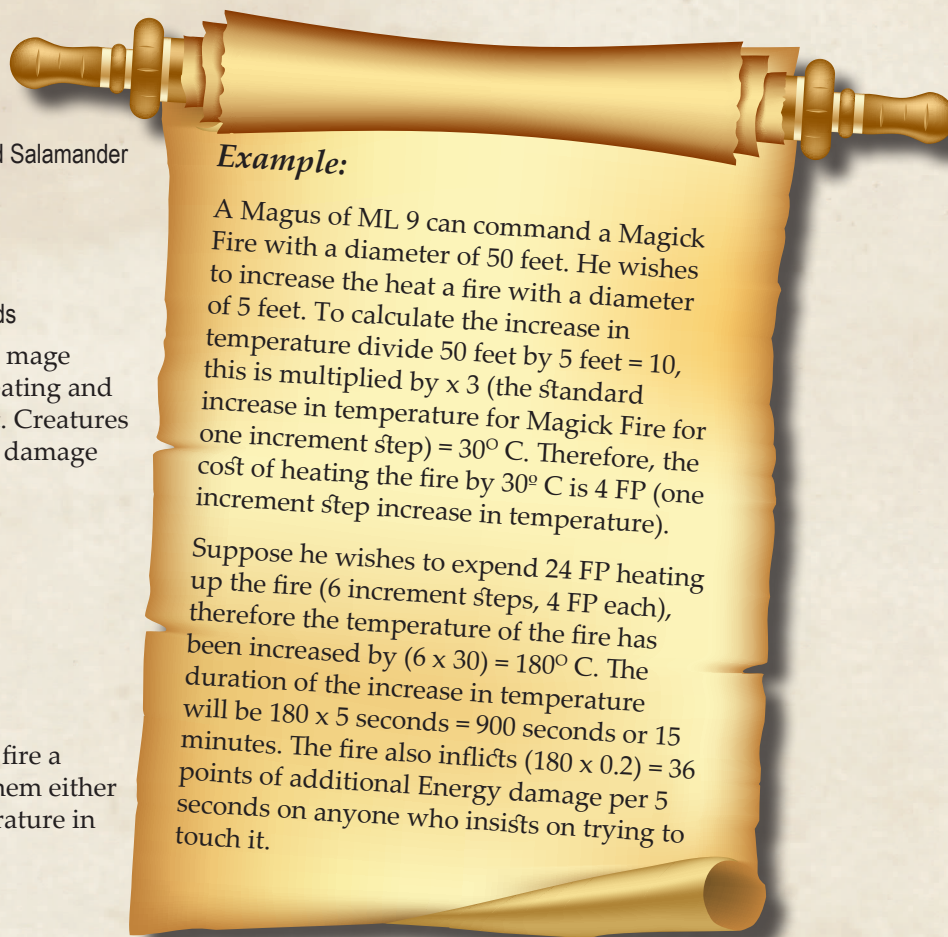 d Salamander
ds
mage
eating and
. Creatures
damage
fire a
hem either
rature in
Example:
A Magus of ML 9 can command a Magick
Fire with a diameter of 50 feet. He wishes
to increase the heat a fire with a diameter
of 5 feet. To calculate the increase in
temperature divide 50 feet by 5 feet = 10,
this is multiplied by x 3 (the standard
increase in temperature for Magick Fire for
one increment step) = 30º C. Therefore, the
cost of heating the fire by 30º C is 4 FP (one
increment step increase in temperature).
Suppose he wishes to expend 24 FP heating
up the fire (6 increment steps, 4 FP each),
therefore the temperature of the fire has
been increased by (6 x 30) = 180º C. The
duration of the increase in temperature
will be 180 x 5 seconds = 900 seconds or 15
minutes. The fire also inflicts (180 x 0.2) = 36
points of additional Energy damage per 5
seconds on anyone who insists on trying to
touch it.